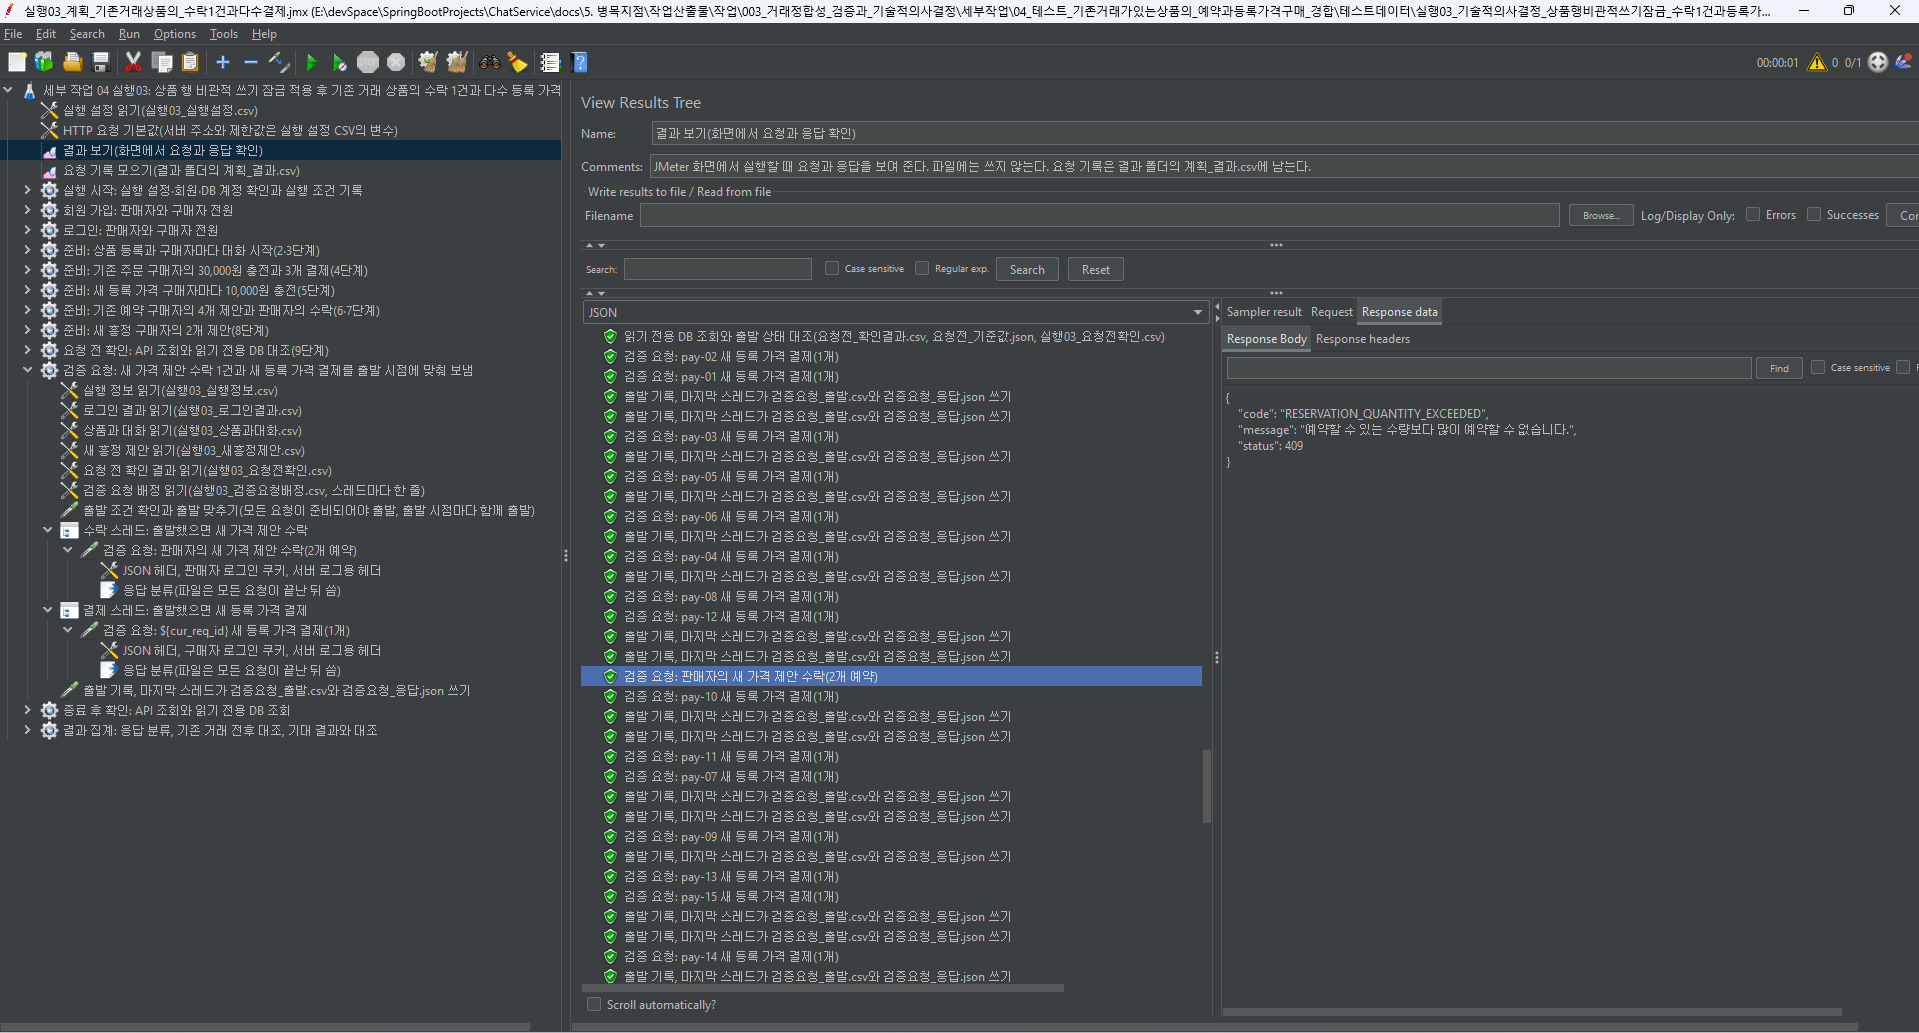 실행03_계획_기존거래상품의_수락1건과다수결제.jmx (E:\devSpace\SpringBootProjects\ChatService\docs\5. 병목지점\작업산출물\작업\003_거래정합성_검증과_기술적의사결정\세부작업\04_테스트_기존거래가있는상품의_예약과등록가격구매_경합\테스트데이터\실행03_기술적의사결정_상품행비관적쓰기잠금_수락1건과등록가...
File Edit Search Run Options Tools Help
00:00:01 0 0/1
세부 작업 04 실행03: 상품 행 비관적 쓰기 잠금 적용 후 기존 거래 상품의 수락 1건과 다수 등록 가격
실행 설정 읽기(실행03_실행설정.csv)
HTTP 요청 기본값(서버 주소와 제한값은 실행 설정 CSV의 변수)
결과 보기(화면에서 요청과 응답 확인)
요청 기록 모으기(결과 폴더의 계획_결과.csv)
실행 시작: 실행 설정·회원·DB 계정 확인과 실행 조건 기록
회원 가입: 판매자와 구매자 전원
로그인: 판매자와 구매자 전원
준비: 상품 등록과 구매자마다 대화 시작(2·3단계)
준비: 기존 주문 구매자의 30,000원 충전과 3개 결제(4단계)
준비: 새 등록 가격 구매자마다 10,000원 충전(5단계)
준비: 기존 예약 구매자의 4개 제안과 판매자의 수락(6·7단계)
준비: 새 흥정 구매자의 2개 제안(8단계)
요청 전 확인: API 조회와 읽기 전용 DB 대조(9단계)
검증 요청: 새 가격 제안 수락 1건과 새 등록 가격 결제를 출발 시점에 맞춰 보냄
실행 정보 읽기(실행03_실행정보.csv)
로그인 결과 읽기(실행03_로그인결과.csv)
상품과 대화 읽기(실행03_상품과대화.csv)
새 흥정 제안 읽기(실행03_새흥정제안.csv)
요청 전 확인 결과 읽기(실행03_요청전확인.csv)
검증 요청 배정 읽기(실행03_검증요청배정.csv, 스레드마다 한 줄)
출발 조건 확인과 출발 맞추기(모든 요청이 준비되어야 출발, 출발 시점마다 함께 출발)
수락 스레드: 출발했으면 새 가격 제안 수락
검증 요청: 판매자의 새 가격 제안 수락(2개 예약)
JSON 헤더, 판매자 로그인 쿠키, 서버 로그용 헤더
응답 분류(파일은 모든 요청이 끝난 뒤 씀)
결제 스레드: 출발했으면 새 등록 가격 결제
검증 요청: ${cur_req_id} 새 등록 가격 결제(1개)
JSON 헤더, 구매자 로그인 쿠키, 서버 로그용 헤더
응답 분류(파일은 모든 요청이 끝난 뒤 씀)
출발 기록, 마지막 스레드가 검증요청_출발.csv와 검증요청_응답.json 쓰기
종료 후 확인: API 조회와 읽기 전용 DB 조회
결과 집계: 응답 분류, 기존 거래 전후 대조, 기대 결과와 대조
View Results Tree
Name: 결과 보기(화면에서 요청과 응답 확인)
Comments: JMeter 화면에서 실행할 때 요청과 응답을 보여 준다. 파일에는 쓰지 않는다. 요청 기록은 결과 폴더의 계획_결과.csv에 남는다.
Write results to file / Read from file
Filename Browse... Log/Display Only: Errors Successes Cor
Search: Case sensitive Regular exp. Search Reset
JSON
읽기 전용 DB 조회와 출발 상태 대조(요청전_확인결과.csv, 요청전_기준값.json, 실행03_요청전확인.csv)
검증 요청: pay-02 새 등록 가격 결제(1개)
검증 요청: pay-01 새 등록 가격 결제(1개)
출발 기록, 마지막 스레드가 검증요청_출발.csv와 검증요청_응답.json 쓰기
출발 기록, 마지막 스레드가 검증요청_출발.csv와 검증요청_응답.json 쓰기
검증 요청: pay-03 새 등록 가격 결제(1개)
출발 기록, 마지막 스레드가 검증요청_출발.csv와 검증요청_응답.json 쓰기
검증 요청: pay-05 새 등록 가격 결제(1개)
출발 기록, 마지막 스레드가 검증요청_출발.csv와 검증요청_응답.json 쓰기
검증 요청: pay-06 새 등록 가격 결제(1개)
출발 기록, 마지막 스레드가 검증요청_출발.csv와 검증요청_응답.json 쓰기
검증 요청: pay-04 새 등록 가격 결제(1개)
출발 기록, 마지막 스레드가 검증요청_출발.csv와 검증요청_응답.json 쓰기
검증 요청: pay-08 새 등록 가격 결제(1개)
검증 요청: pay-12 새 등록 가격 결제(1개)
출발 기록, 마지막 스레드가 검증요청_출발.csv와 검증요청_응답.json 쓰기
출발 기록, 마지막 스레드가 검증요청_출발.csv와 검증요청_응답.json 쓰기
검증 요청: 판매자의 새 가격 제안 수락(2개 예약)
검증 요청: pay-10 새 등록 가격 결제(1개)
출발 기록, 마지막 스레드가 검증요청_출발.csv와 검증요청_응답.json 쓰기
출발 기록, 마지막 스레드가 검증요청_출발.csv와 검증요청_응답.json 쓰기
검증 요청: pay-11 새 등록 가격 결제(1개)
검증 요청: pay-07 새 등록 가격 결제(1개)
출발 기록, 마지막 스레드가 검증요청_출발.csv와 검증요청_응답.json 쓰기
출발 기록, 마지막 스레드가 검증요청_출발.csv와 검증요청_응답.json 쓰기
검증 요청: pay-09 새 등록 가격 결제(1개)
출발 기록, 마지막 스레드가 검증요청_출발.csv와 검증요청_응답.json 쓰기
검증 요청: pay-13 새 등록 가격 결제(1개)
검증 요청: pay-15 새 등록 가격 결제(1개)
출발 기록, 마지막 스레드가 검증요청_출발.csv와 검증요청_응답.json 쓰기
출발 기록, 마지막 스레드가 검증요청_출발.csv와 검증요청_응답.json 쓰기
검증 요청: pay-14 새 등록 가격 결제(1개)
출발 기록, 마지막 스레드가 검증요청_출발.csv와 검증요청_응답.json 쓰기
Scroll automatically?
Sampler result Request Response data
Response Body Response headers
Find Case sensitive
{
"code": "RESERVATION_QUANTITY_EXCEEDED",
"message": "예약할 수 있는 수량보다 많이 예약할 수 없습니다.",
"status": 409
}